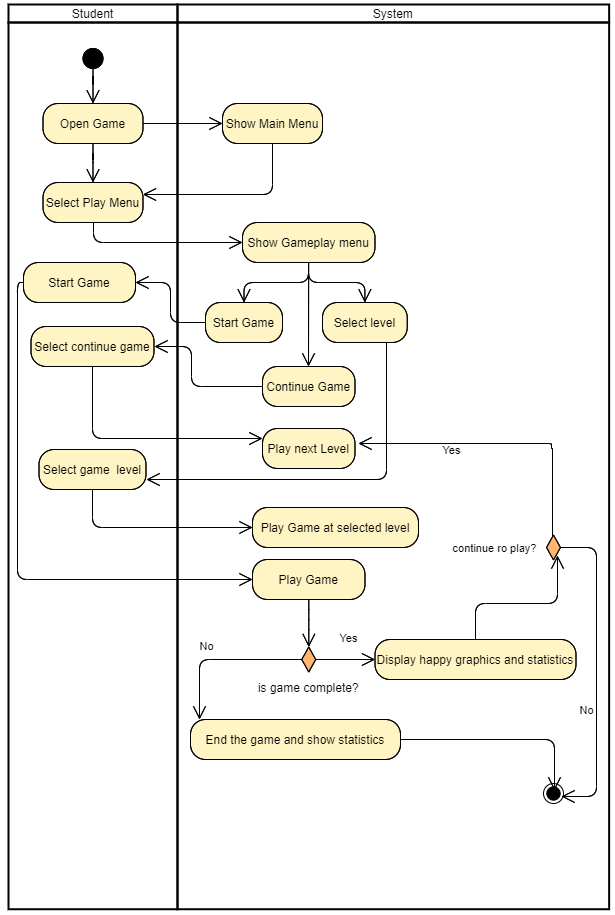 Student
System
Open Game
Show Main Menu
Select Play Menu
Show Gameplay menu
Start Game
Start Game
Select level
Select continue game
Continue Game
Play next Level
Yes
Select game level
Play Game at selected level
continue ro play?
Play Game
No
Yes
Display happy graphics and statistics
is game complete?
No
End the game and show statistics